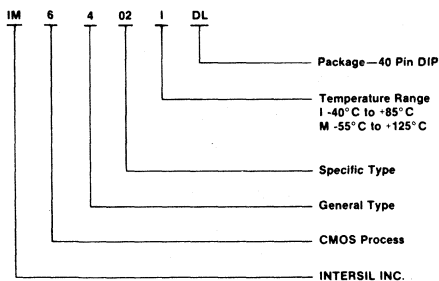 IM 6 4 02 I DL
Package—40 Pin DIP
Temperature Range
I -40°C to +85°C
M -55°C to +125°C
Specific Type
General Type
CMOS Process
INTERSIL INC.